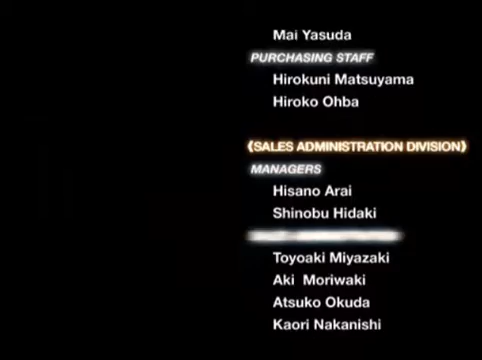 Mai Yasuda
PURCHASING STAFF
Hirokuni Matsuyama
Hiroko Ohba
《SALES ADMINISTRATION DIVISION》
MANAGERS
Hisano Arai
Shinobu Hidaki
Toyoaki Miyazaki
Aki Moriwaki
Atsuko Okuda
Kaori Nakanishi